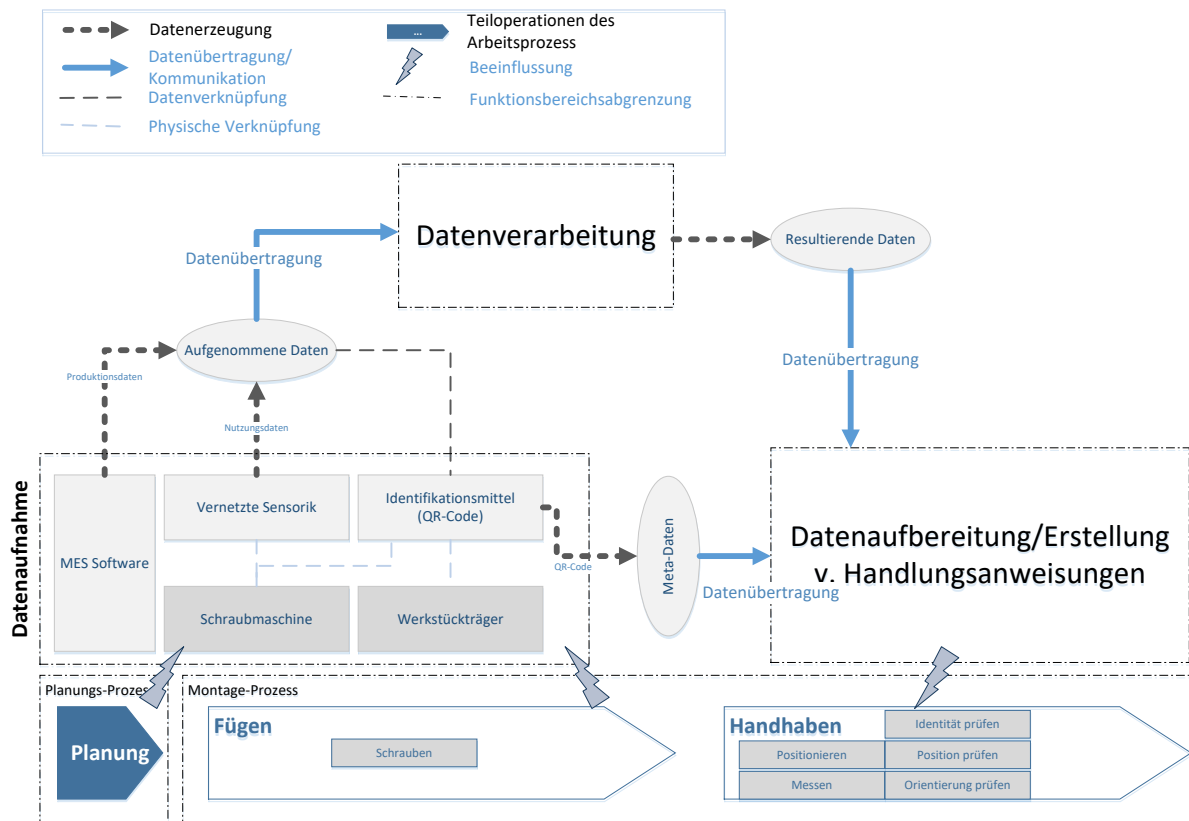 Datenerzeugung
Datenübertragung/
Kommunikation
Datenverknüpfung
Physische Verknüpfung
...
Teiloperationen des
Arbeitsprozess
Beeinflussung
Funktionsbereichsabgrenzung
Datenverarbeitung
Resultierende Daten
Datenübertragung
Aufgenommene Daten
Datenübertragung
Produktionsdaten
Nutzungsdaten
Datenaufnahme
MES Software
Vernetzte Sensorik
Identifikationsmittel
(QR-Code)
Schraubmaschine
Werkstückträger
QR-Code
Meta-Daten
Datenübertragung
Datenaufbereitung/Erstellung
v. Handlungsanweisungen
Planungs-Prozes
Montage-Prozess
Planung
Fügen
Schrauben
Handhaben
Identität prüfen
Positionieren
Position prüfen
Messen
Orientierung prüfen